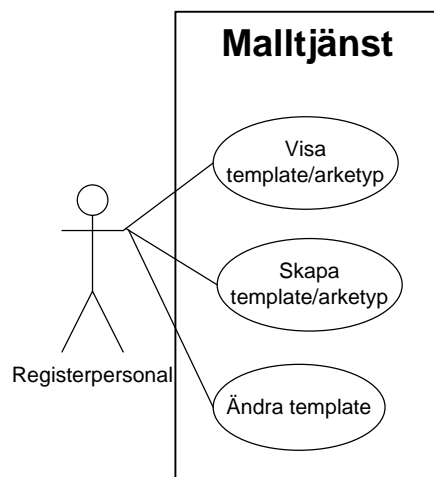 Malltjänst
Visa
template/arketyp
Skapa
template/arketyp
Registerpersonal
Ändra template